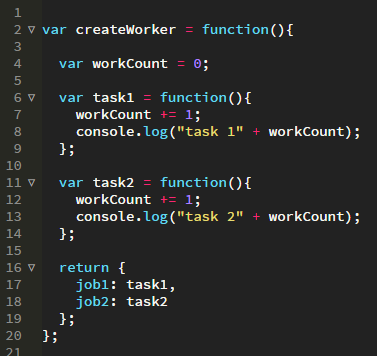 1
2 ▽ var createWorker = function(){
3
4 var workCount = 0;
5
6 ▽ var task1 = function(){
7 workCount += 1;
8 console.log("task 1" + workCount);
9 };
10
11 ▽ var task2 = function(){
12 workCount += 1;
13 console.log("task 2" + workCount);
14 };
15
16 ▽ return {
17 job1: task1,
18 job2: task2
19 };
20 };
21